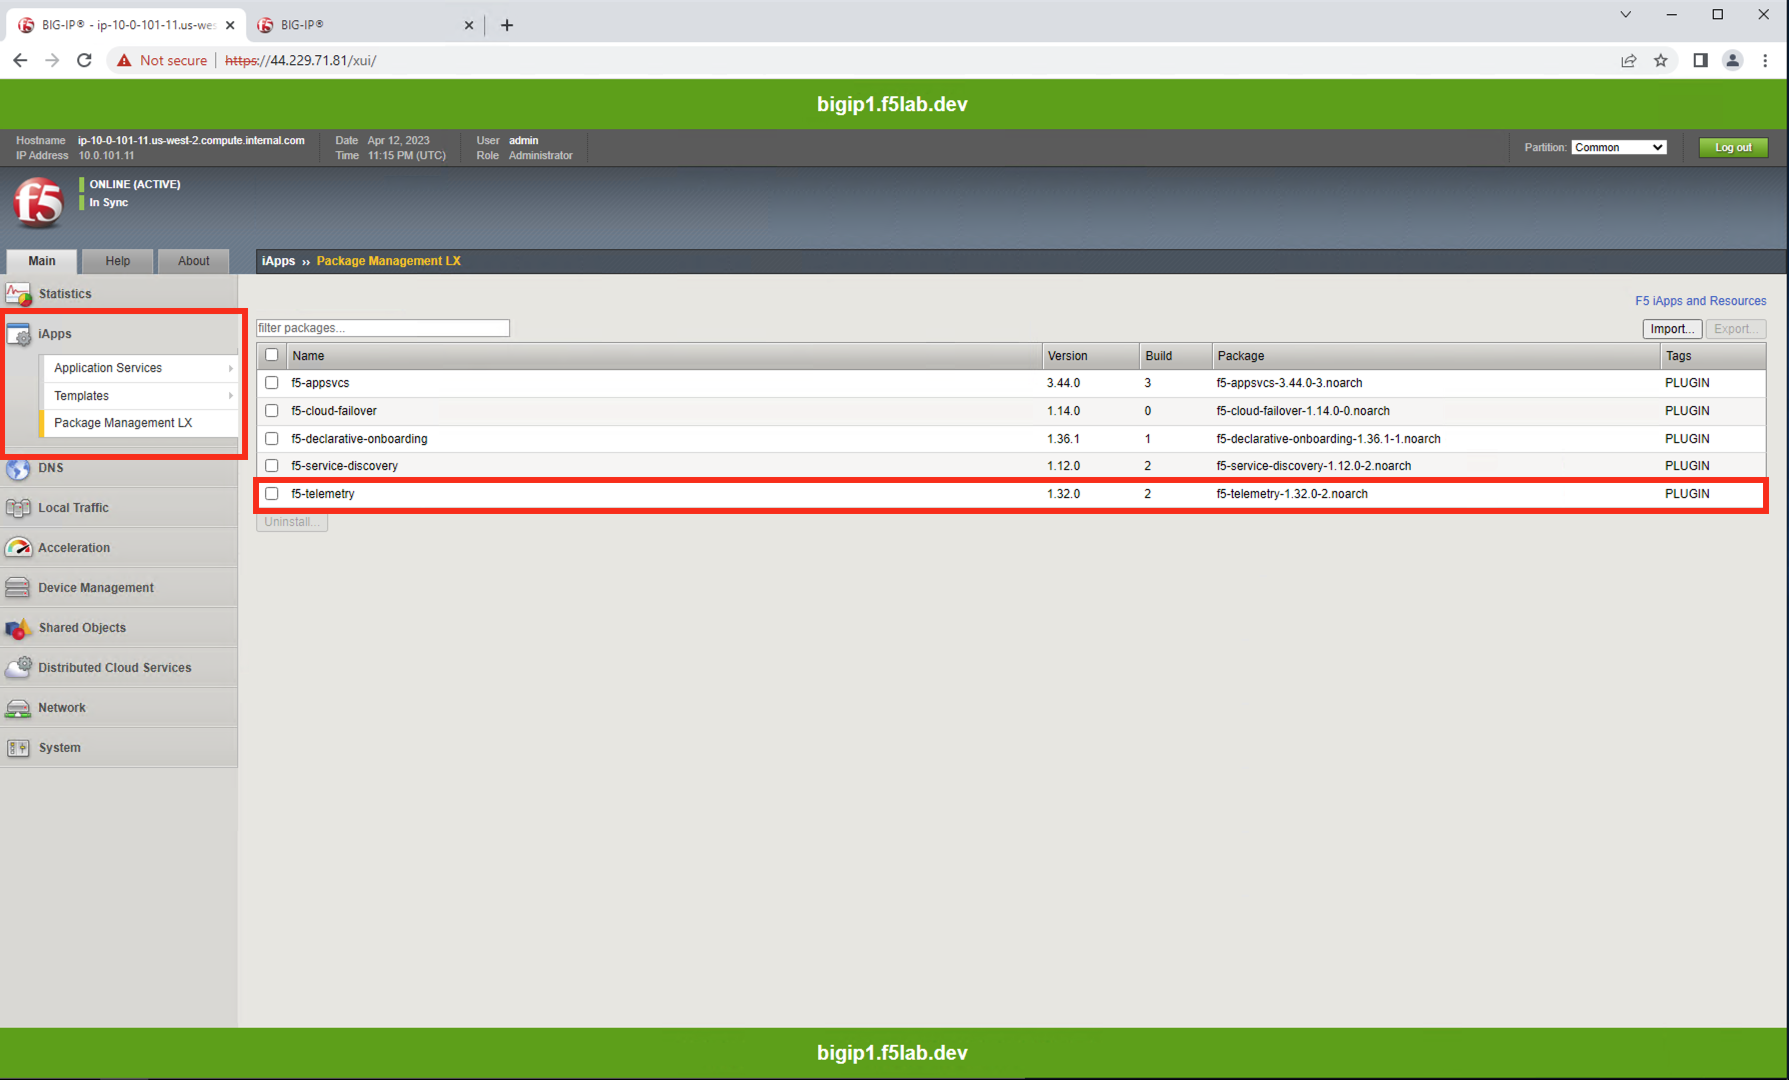 BIG-IP® - ip-10-0-101-11.us-wes
BIG-IP®
Not secure https://44.229.71.81/xui/
bigip1.f5lab.dev
Hostname ip-10-0-101-11.us-west-2.compute.internal.com Date Apr 12, 2023 User admin
IP Address 10.0.101.11 Time 11:15 PM (UTC) Role Administrator
Partition: Common Log out
f5
ONLINE (ACTIVE)
In Sync
Main Help About
iApps ›› Package Management LX
Statistics
iApps
Application Services
Templates
Package Management LX
DNS
Local Traffic
Acceleration
Device Management
Shared Objects
Distributed Cloud Services
Network
System
F5 iApps and Resources
filter packages...
Import... Export...
Name Version Build Package Tags
f5-appsvcs 3.44.0 3 f5-appsvcs-3.44.0-3.noarch PLUGIN
f5-cloud-failover 1.14.0 0 f5-cloud-failover-1.14.0-0.noarch PLUGIN
f5-declarative-onboarding 1.36.1 1 f5-declarative-onboarding-1.36.1-1.noarch PLUGIN
f5-service-discovery 1.12.0 2 f5-service-discovery-1.12.0-2.noarch PLUGIN
f5-telemetry 1.32.0 2 f5-telemetry-1.32.0-2.noarch PLUGIN
Uninstall...
bigip1.f5lab.dev